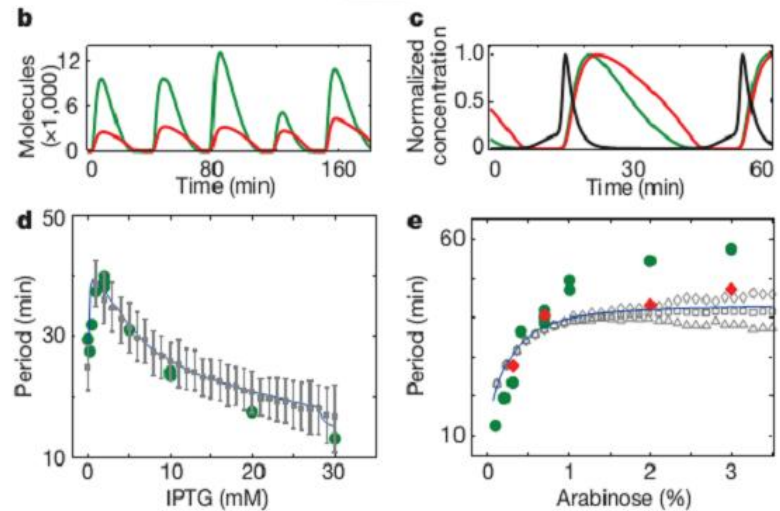 b
Molecules
(×1,000)
12
6
0
0
80
160
Time (min)
c
Normalized
concentration
1.0
0.5
0
0
30
60
Time (min)
d
Period (min)
50
30
10
0
10
20
30
IPTG (mM)
e
Period (min)
60
10
0
1
2
3
Arabinose (%)